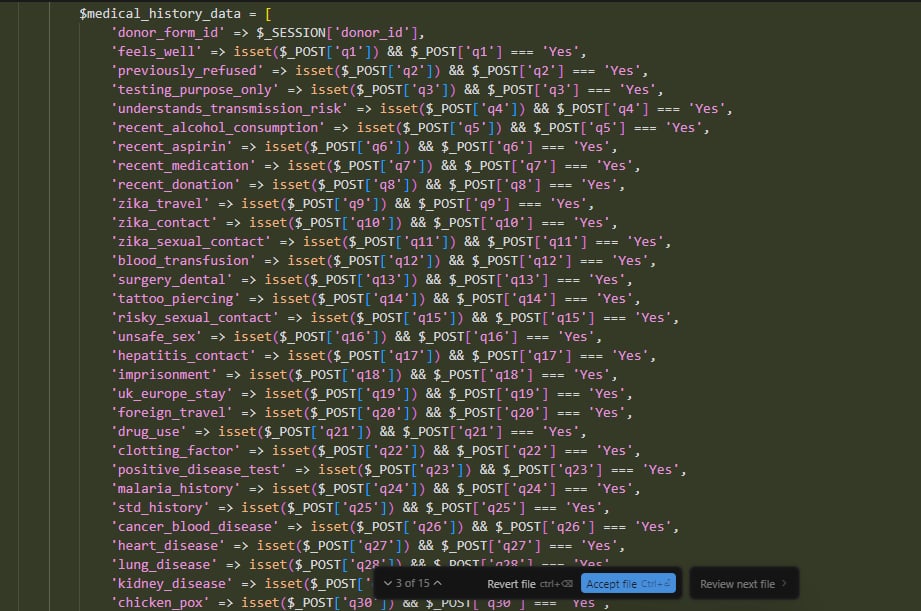 $medical_history_data = [
'donor_form_id' => $_SESSION['donor_id'],
'feels_well' => isset($_POST['q1']) && $_POST['q1'] === 'Yes',
'previously_refused' => isset($_POST['q2']) && $_POST['q2'] === 'Yes',
'testing_purpose_only' => isset($_POST['q3']) && $_POST['q3'] === 'Yes',
'understands_transmission_risk' => isset($_POST['q4']) && $_POST['q4'] === 'Yes',
'recent_alcohol_consumption' => isset($_POST['q5']) && $_POST['q5'] === 'Yes',
'recent_aspirin' => isset($_POST['q6']) && $_POST['q6'] === 'Yes',
'recent_medication' => isset($_POST['q7']) && $_POST['q7'] === 'Yes',
'recent_donation' => isset($_POST['q8']) && $_POST['q8'] === 'Yes',
'zika_travel' => isset($_POST['q9']) && $_POST['q9'] === 'Yes',
'zika_contact' => isset($_POST['q10']) && $_POST['q10'] === 'Yes',
'zika_sexual_contact' => isset($_POST['q11']) && $_POST['q11'] === 'Yes',
'blood_transfusion' => isset($_POST['q12']) && $_POST['q12'] === 'Yes',
'surgery_dental' => isset($_POST['q13']) && $_POST['q13'] === 'Yes',
'tattoo_piercing' => isset($_POST['q14']) && $_POST['q14'] === 'Yes',
'risky_sexual_contact' => isset($_POST['q15']) && $_POST['q15'] === 'Yes',
'unsafe_sex' => isset($_POST['q16']) && $_POST['q16'] === 'Yes',
'hepatitis_contact' => isset($_POST['q17']) && $_POST['q17'] === 'Yes',
'imprisonment' => isset($_POST['q18']) && $_POST['q18'] === 'Yes',
'uk_europe_stay' => isset($_POST['q19']) && $_POST['q19'] === 'Yes',
'foreign_travel' => isset($_POST['q20']) && $_POST['q20'] === 'Yes',
'drug_use' => isset($_POST['q21']) && $_POST['q21'] === 'Yes',
'clotting_factor' => isset($_POST['q22']) && $_POST['q22'] === 'Yes',
'positive_disease_test' => isset($_POST['q23']) && $_POST['q23'] === 'Yes',
'malaria_history' => isset($_POST['q24']) && $_POST['q24'] === 'Yes',
'std_history' => isset($_POST['q25']) && $_POST['q25'] === 'Yes',
'cancer_blood_disease' => isset($_POST['q26']) && $_POST['q26'] === 'Yes',
'heart_disease' => isset($_POST['q27']) && $_POST['q27'] === 'Yes',
'lung_disease' => isset($_POST['q28']) && $_POST['q28'] === 'Yes',
'kidney_disease' => isset($_POST['
3 of 15 Revert file ctrl+⌫ Accept file Ctrl+⏎ Review next file >
'chicken_pox' => isset($_POST['q30']) && $_POST['q30'] === 'Yes',